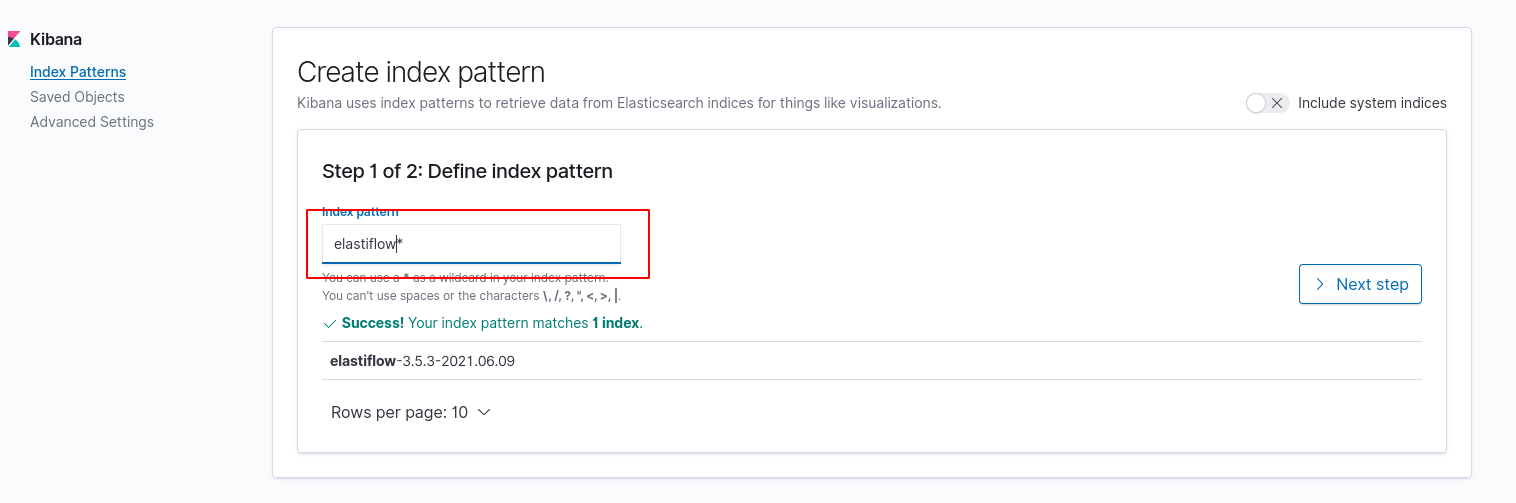 Kibana
Index Patterns
Saved Objects
Advanced Settings
Create index pattern
Kibana uses index patterns to retrieve data from Elasticsearch indices for things like visualizations.
Include system indices
Step 1 of 2: Define index pattern
Index pattern
elastiflow*
You can use a * as a wildcard in your index pattern.
You can't use spaces or the characters \, /, ?, ", <, >, |.
Next step
Success! Your index pattern matches 1 index.
elastiflow-3.5.3-2021.06.09
Rows per page: 10